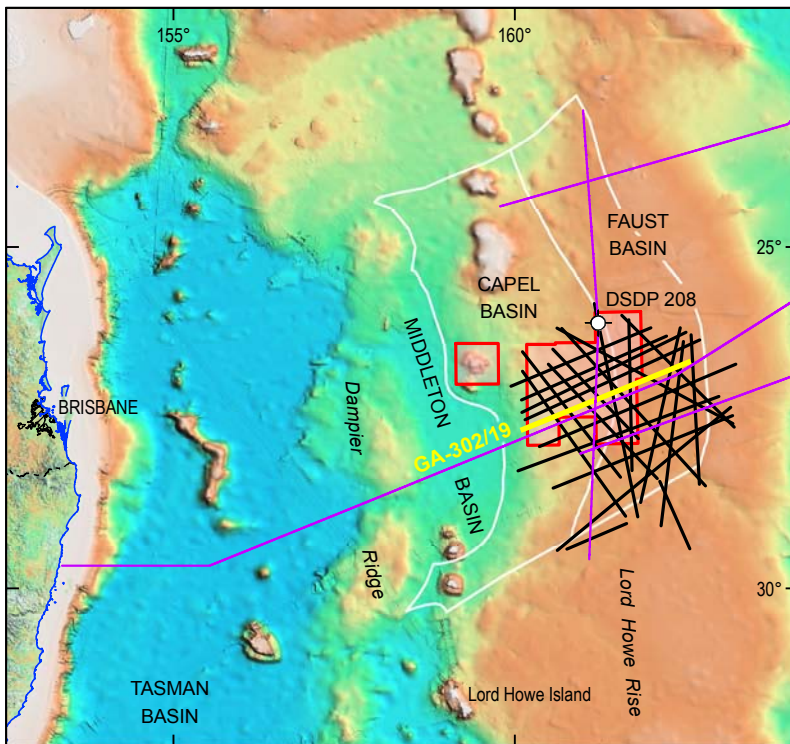 155°
160°
FAUST
BASIN
25°
CAPEL
BASIN
DSDP 208
MIDDLETON
BASIN
BRISBANE
Dampier
Ridge
GA-302/19
30°
Lord Howe Rise
TASMAN
BASIN
Lord Howe Island